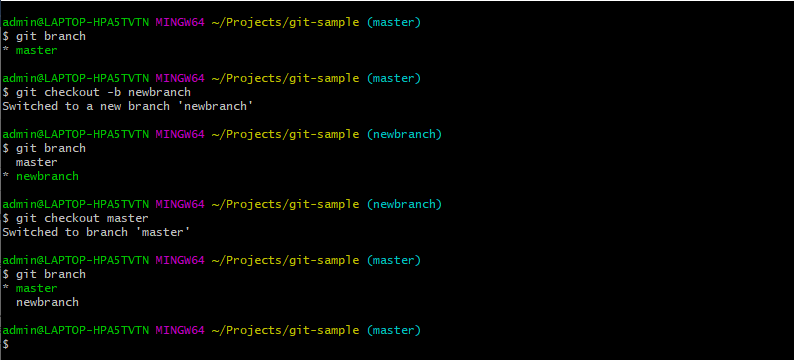 admin@LAPTOP-HPA5TVTN MINGW64 ~/Projects/git-sample (master)
$ git branch
* master
admin@LAPTOP-HPA5TVTN MINGW64 ~/Projects/git-sample (master)
$ git checkout -b newbranch
Switched to a new branch 'newbranch'
admin@LAPTOP-HPA5TVTN MINGW64 ~/Projects/git-sample (newbranch)
$ git branch
  master
* newbranch
admin@LAPTOP-HPA5TVTN MINGW64 ~/Projects/git-sample (newbranch)
$ git checkout master
Switched to branch 'master'
admin@LAPTOP-HPA5TVTN MINGW64 ~/Projects/git-sample (master)
$ git branch
* master
  newbranch
admin@LAPTOP-HPA5TVTN MINGW64 ~/Projects/git-sample (master)
$